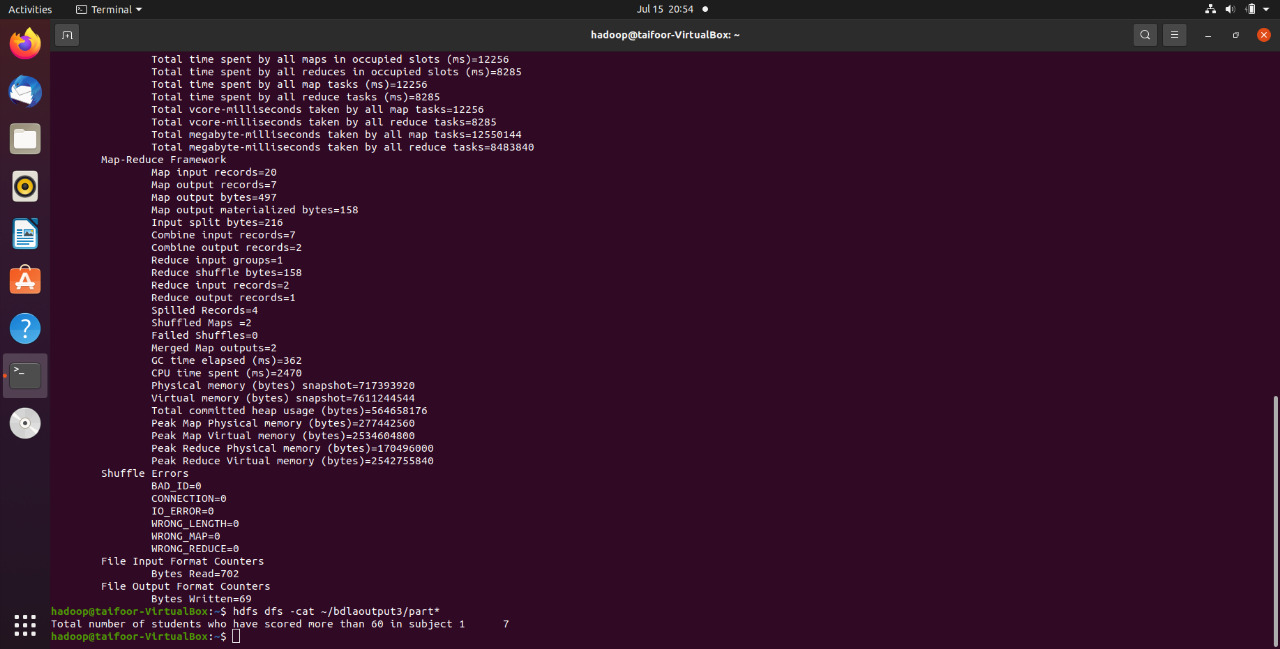 Activities Terminal Jul 15 20:54
hadoop@taifoor-VirtualBox: ~
Total time spent by all maps in occupied slots (ms)=12256
Total time spent by all reduces in occupied slots (ms)=8285
Total time spent by all map tasks (ms)=12256
Total time spent by all reduce tasks (ms)=8285
Total vcore-milliseconds taken by all map tasks=12256
Total vcore-milliseconds taken by all reduce tasks=8285
Total megabyte-milliseconds taken by all map tasks=12550144
Total megabyte-milliseconds taken by all reduce tasks=8483840
Map-Reduce Framework
Map input records=20
Map output records=7
Map output bytes=497
Map output materialized bytes=158
Input split bytes=216
Combine input records=7
Combine output records=2
Reduce input groups=1
Reduce shuffle bytes=158
Reduce input records=2
Reduce output records=1
Spilled Records=4
Shuffled Maps =2
Failed Shuffles=0
Merged Map outputs=2
GC time elapsed (ms)=362
CPU time spent (ms)=2470
Physical memory (bytes) snapshot=717393920
Virtual memory (bytes) snapshot=7611244544
Total committed heap usage (bytes)=564658176
Peak Map Physical memory (bytes)=277442560
Peak Map Virtual memory (bytes)=2534604800
Peak Reduce Physical memory (bytes)=170496000
Peak Reduce Virtual memory (bytes)=2542755840
Shuffle Errors
BAD_ID=0
CONNECTION=0
IO_ERROR=0
WRONG_LENGTH=0
WRONG_MAP=0
WRONG_REDUCE=0
File Input Format Counters
Bytes Read=702
File Output Format Counters
Bytes Written=69
hadoop@taifoor-VirtualBox:~$ hdfs dfs -cat ~/bdlaoutput3/part*
Total number of students who have scored more than 60 in subject 1 7
hadoop@taifoor-VirtualBox:~$